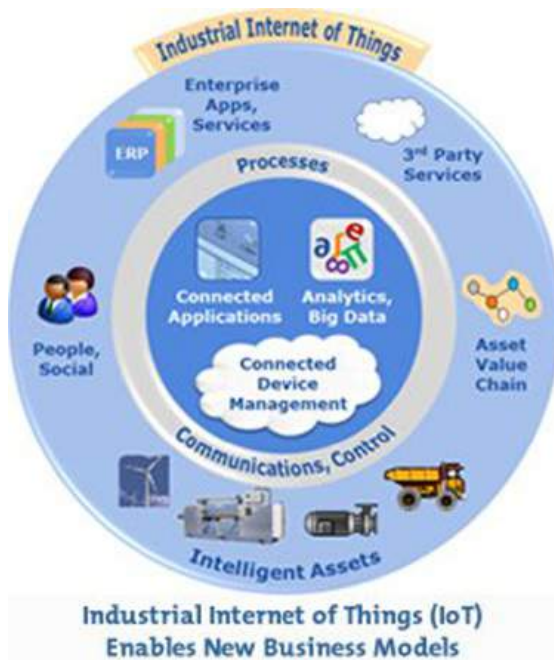 Industrial Internet of Things
Enterprise
Apps,
Services
ERP
3rd Party
Services
Processes
Connected
Applications
Analytics,
Big Data
People,
Social
Asset
Value
Chain
Connected
Device
Management
Communications, Control
Intelligent Assets
Industrial Internet of Things (IoT)
Enables New Business Models